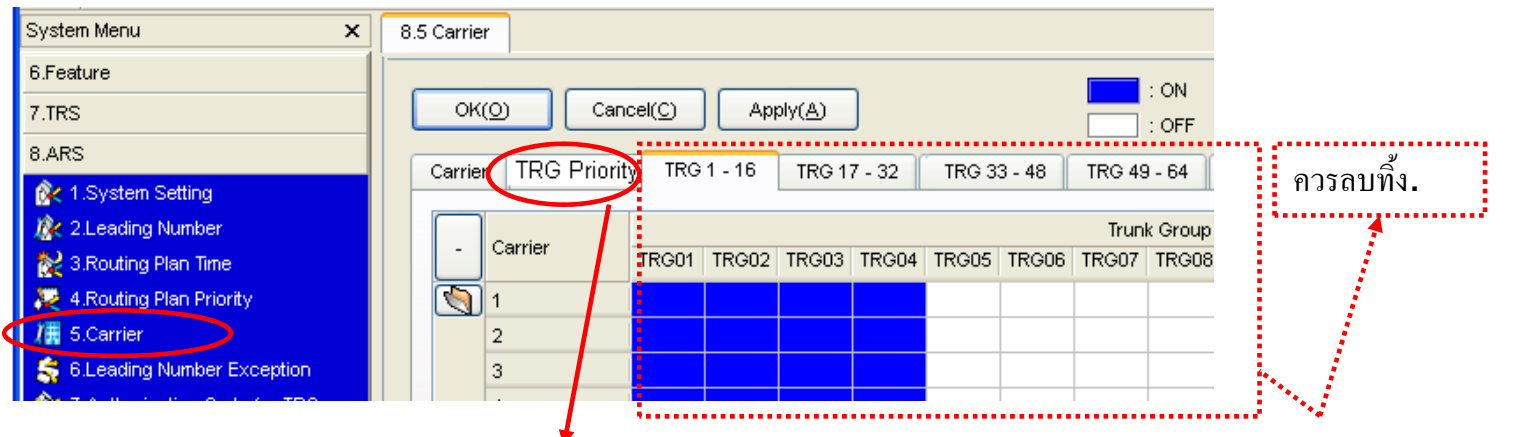 System Menu X
6.Feature
7.TRS
8.ARS
1.System Setting
2.Leading Number
3.Routing Plan Time
4.Routing Plan Priority
5.Carrier
6.Leading Number Exception
8.5 Carrier
OK(O) Cancel(C) Apply(A)
: ON
: OFF
Carrier TRG Priority TRG 1 - 16 TRG 17 - 32 TRG 33 - 48 TRG 49 - 64
- Carrier Trunk Group
TRG01 TRG02 TRG03 TRG04 TRG05 TRG06 TRG07 TRG08
1
2
3
ควรลบทิ้ง.